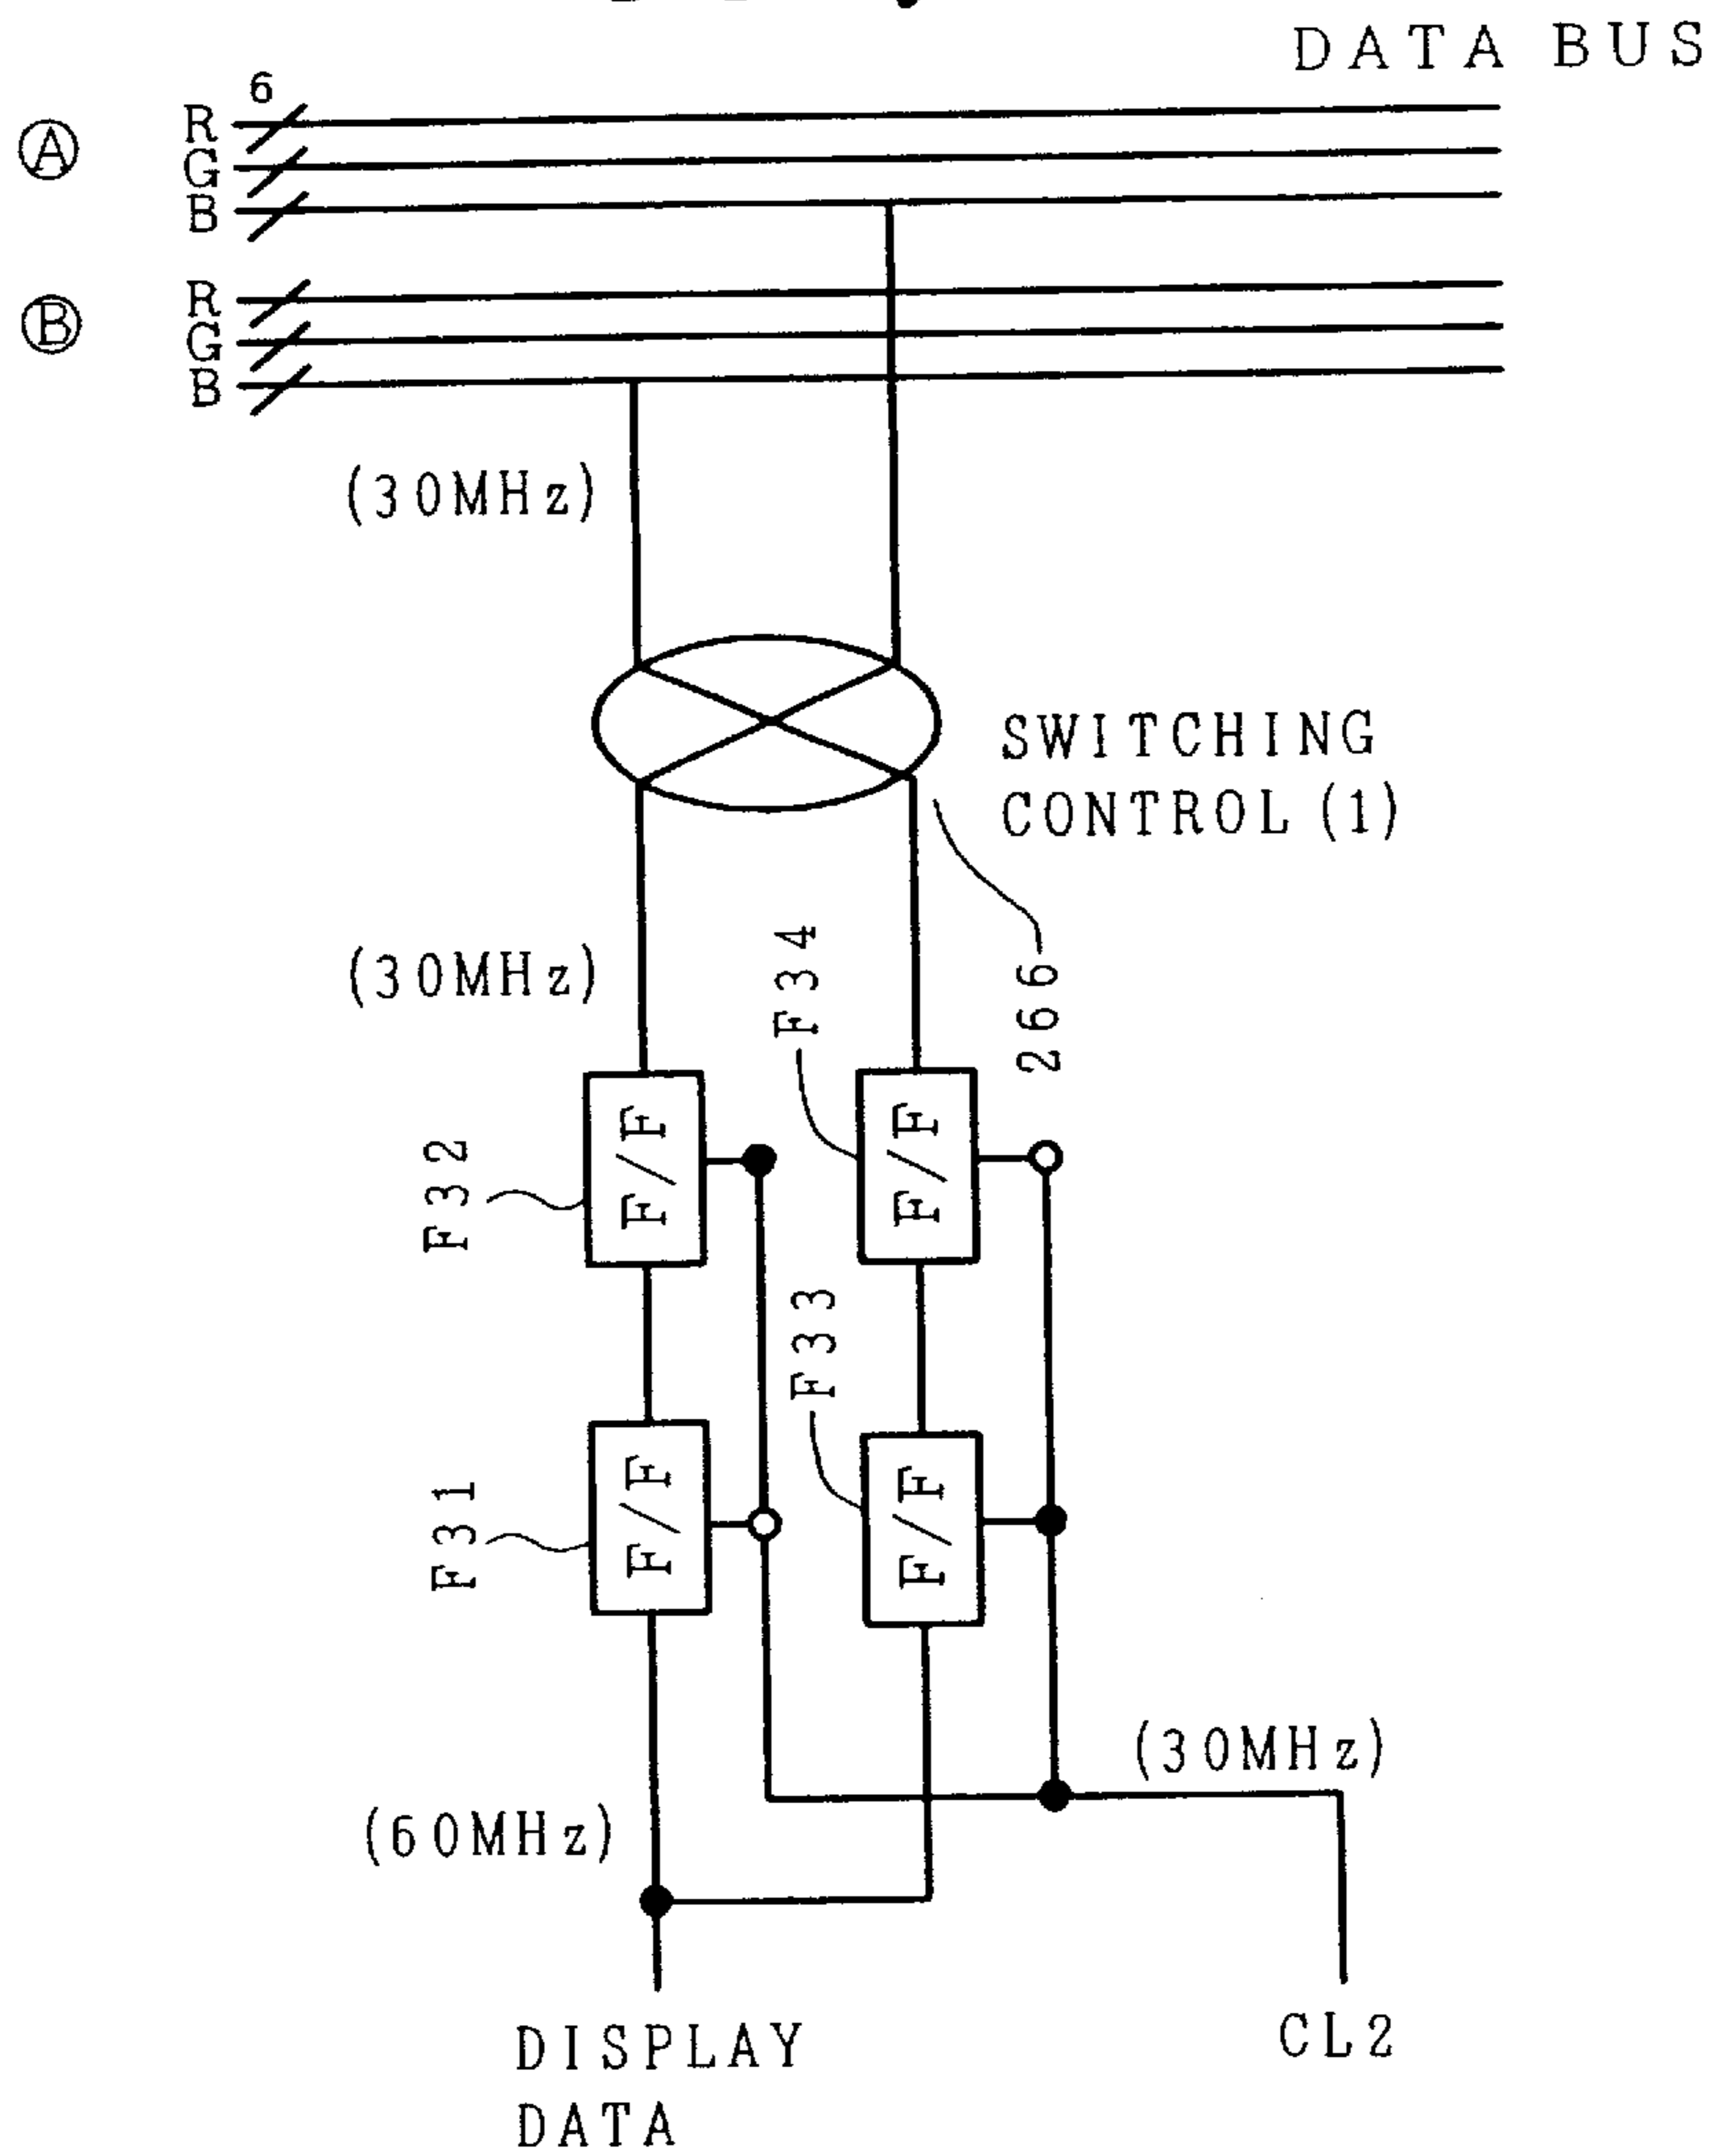 DATA BUS
6
A
R
G
B
B
R
G
B
(30MHz)
SWITCHING
CONTROL (1)
266
(30MHz)
F34
F32
F/F
F/F
F33
F31
F/F
F/F
(30MHz)
(60MHz)
DISPLAY
DATA
CL2